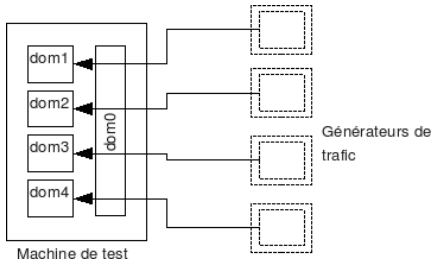 dom1
dom2
dom3
dom4
dom0
Générateurs de
trafic
Machine de test